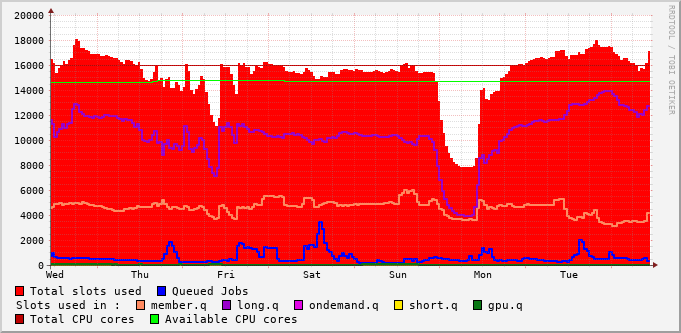 20000
18000
16000
14000
12000
10000
8000
6000
4000
2000
0
Wed Thu Fri Sat Sun Mon Tue
RRDTOOL / TOBI OETIKER
Total slots used Queued Jobs
Slots used in : member.q long.q ondemand.q short.q gpu.q
Total CPU cores Available CPU cores